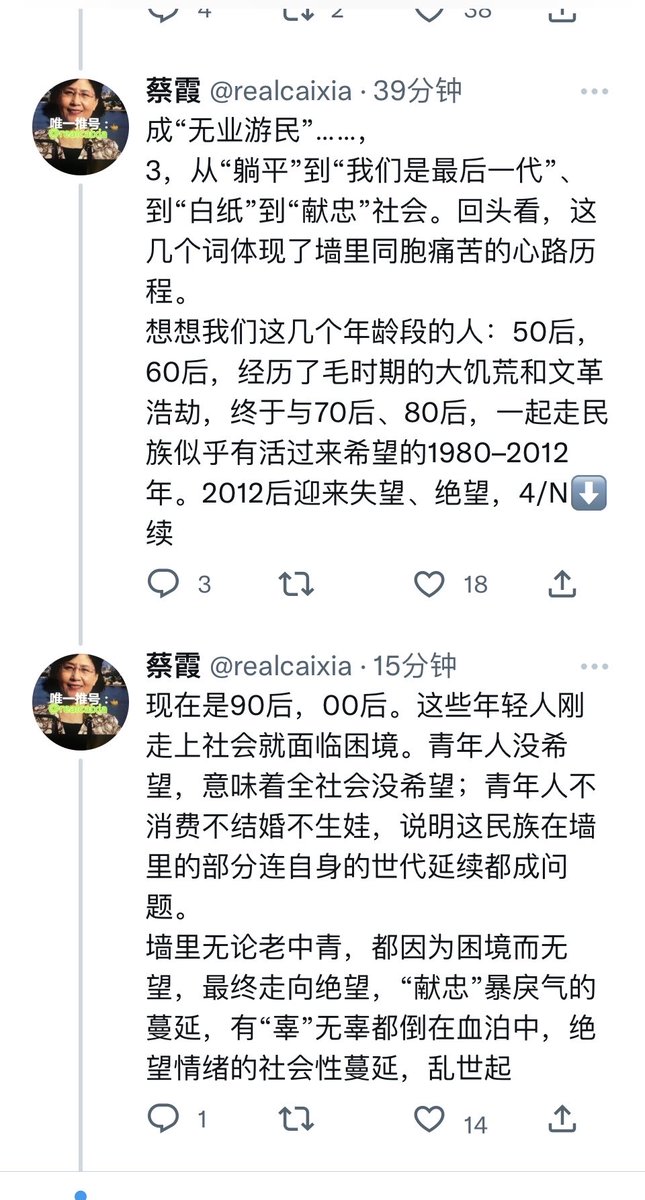 4 2 38
蔡霞 @realcaixia · 39分钟
唯一推号：
@realcaixia
成“无业游民”……，
3，从“躺平”到“我们是最后一代”、
到“白纸”到“献忠”社会。回头看，这
几个词体现了墙里同胞痛苦的心路历
程。
想想我们这几个年龄段的人：50后，
60后，经历了毛时期的大饥荒和文革
浩劫，终于与70后、80后，一起走民
族似乎有活过来希望的1980–2012
年。2012后迎来失望、绝望，4/N⬇️
续
3 18
蔡霞 @realcaixia · 15分钟
唯一推号：
@realcaixia
现在是90后，00后。这些年轻人刚
走上社会就面临困境。青年人没希
望，意味着全社会没希望；青年人不
消费不结婚不生娃，说明这民族在墙
里的部分连自身的世代延续都成问
题。
墙里无论老中青，都因为困境而无
望，最终走向绝望，“献忠”暴戾气的
蔓延，有“辜”无辜都倒在血泊中，绝
望情绪的社会性蔓延，乱世起
1 14